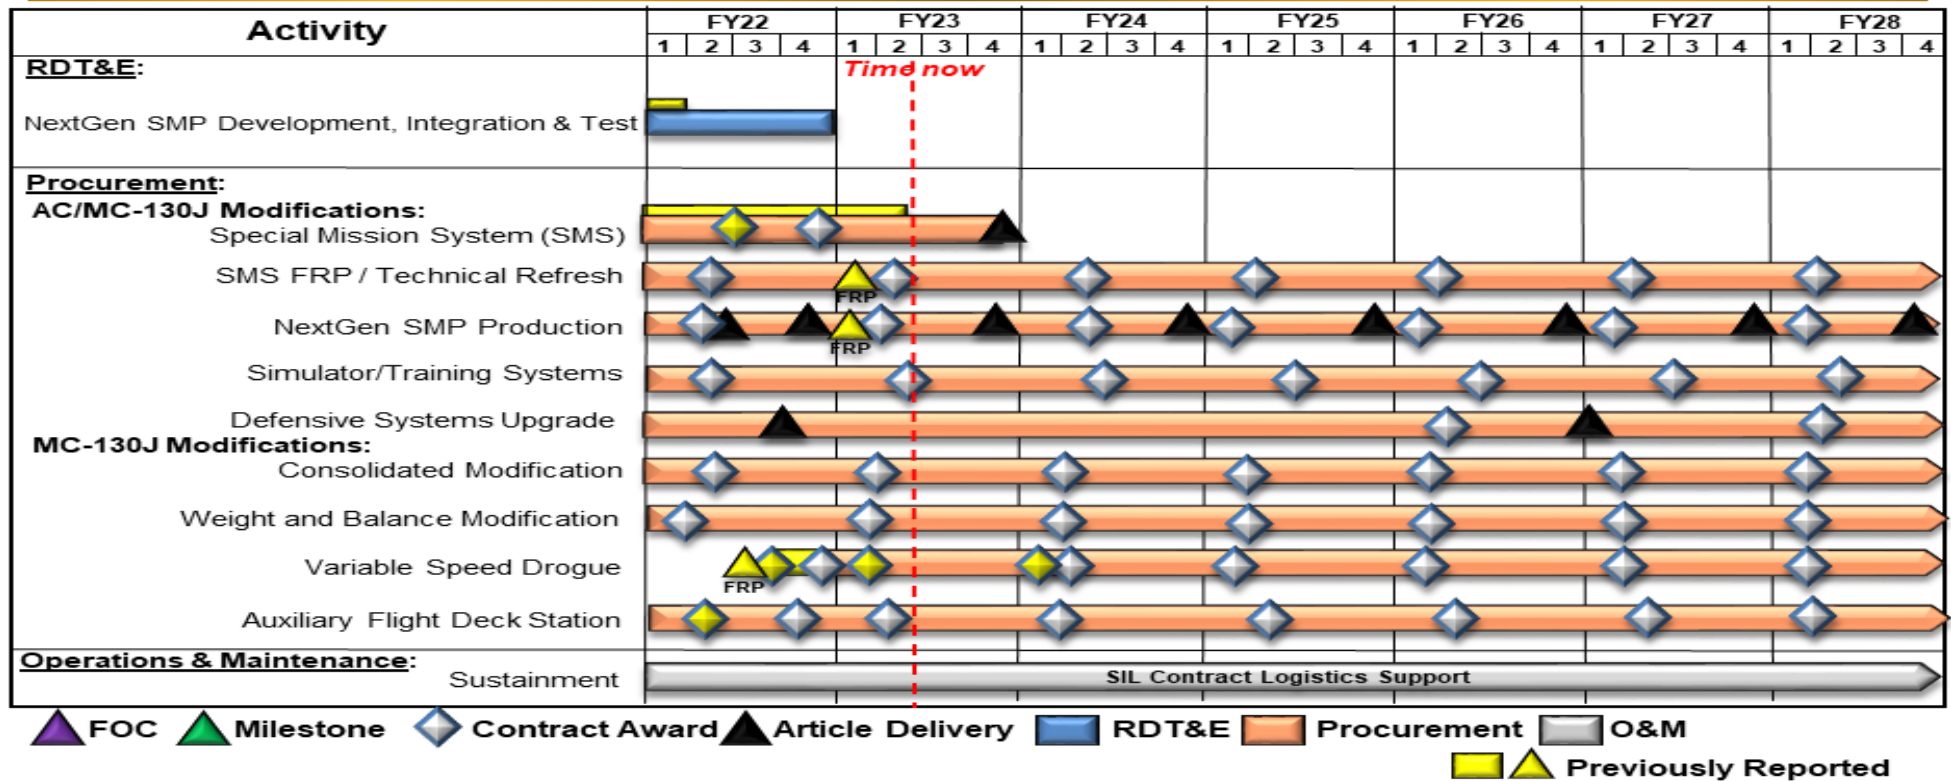 Activity FY22 FY23 FY24 FY25 FY26 FY27 FY28
1 2 3 4 1 2 3 4 1 2 3 4 1 2 3 4 1 2 3 4 1 2 3 4 1 2 3 4
RDT&E:
Time now
NextGen SMP Development, Integration & Test
Procurement:
AC/MC-130J Modifications:
Special Mission System (SMS)
SMS FRP / Technical Refresh
FRP
NextGen SMP Production
FRP
Simulator/Training Systems
Defensive Systems Upgrade
MC-130J Modifications:
Consolidated Modification
Weight and Balance Modification
Variable Speed Drogue
FRP
Auxiliary Flight Deck Station
Operations & Maintenance:
Sustainment SIL Contract Logistics Support
FOC Milestone Contract Award Article Delivery RDT&E Procurement O&M
Previously Reported